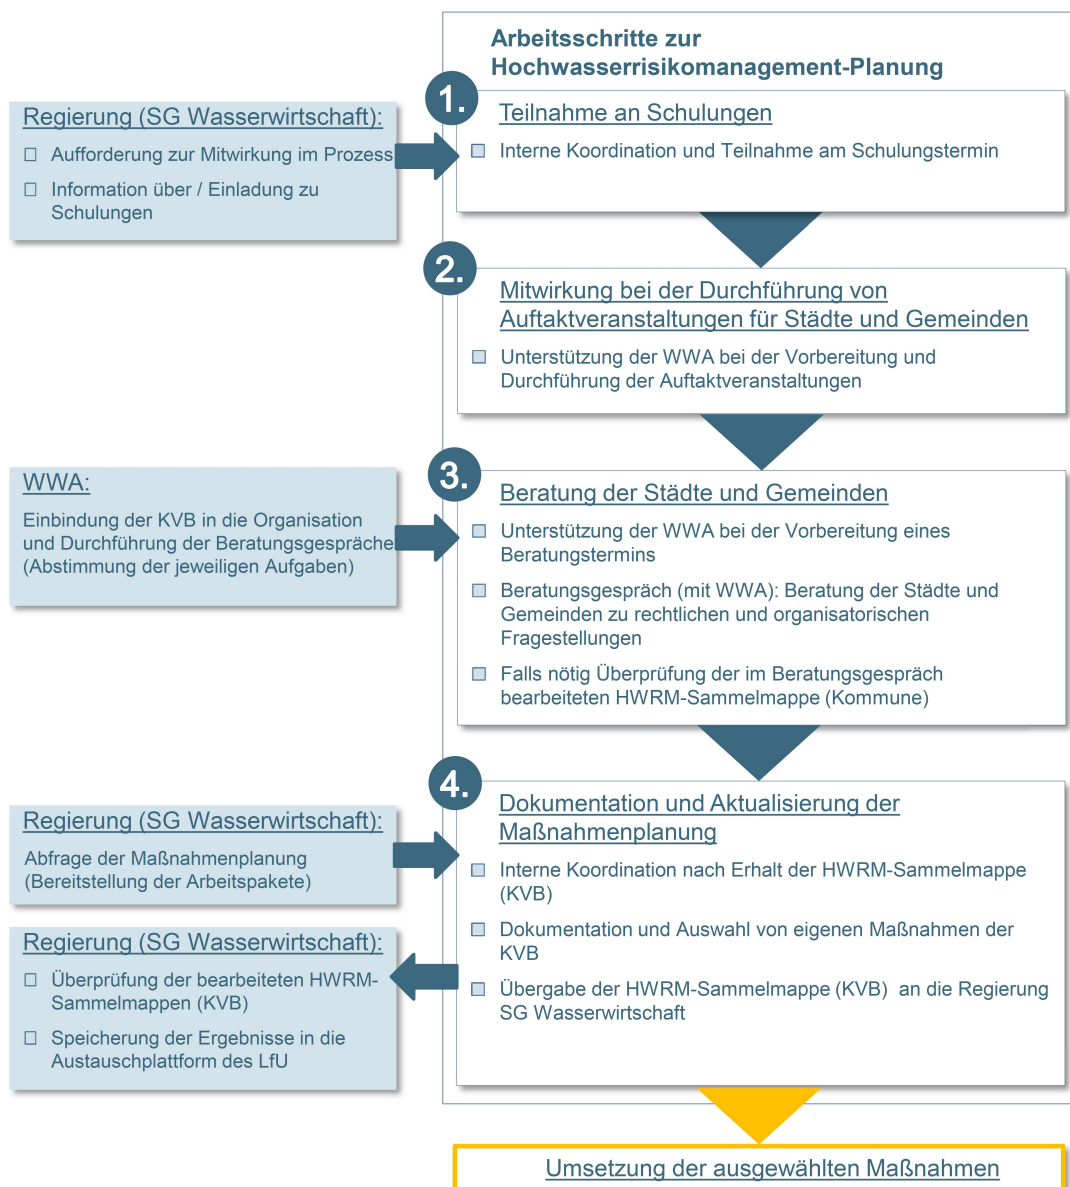 Arbeitsschritte zur
Hochwasserrisikomanagement-Planung
Regierung (SG Wasserwirtschaft):
Aufforderung zur Mitwirkung im Prozess
Information über / Einladung zu
Schulungen
1.
Teilnahme an Schulungen
Interne Koordination und Teilnahme am Schulungstermin
2.
Mitwirkung bei der Durchführung von
Auftaktveranstaltungen für Städte und Gemeinden
Unterstützung der WWA bei der Vorbereitung und
Durchführung der Auftaktveranstaltungen
WWA:
Einbindung der KVB in die Organisation
und Durchführung der Beratungsgespräche
(Abstimmung der jeweiligen Aufgaben)
3.
Beratung der Städte und Gemeinden
Unterstützung der WWA bei der Vorbereitung eines
Beratungstermins
Beratungsgespräch (mit WWA): Beratung der Städte und
Gemeinden zu rechtlichen und organisatorischen
Fragestellungen
Falls nötig Überprüfung der im Beratungsgespräch
bearbeiteten HWRM-Sammelmappe (Kommune)
Regierung (SG Wasserwirtschaft):
Abfrage der Maßnahmenplanung
(Bereitstellung der Arbeitspakete)
4.
Dokumentation und Aktualisierung der
Maßnahmenplanung
Interne Koordination nach Erhalt der HWRM-Sammelmappe
(KVB)
Dokumentation und Auswahl von eigenen Maßnahmen der
KVB
Übergabe der HWRM-Sammelmappe (KVB) an die Regierung
SG Wasserwirtschaft
Regierung (SG Wasserwirtschaft):
Überprüfung der bearbeiteten HWRM-
Sammelmappen (KVB)
Speicherung der Ergebnisse in die
Austauschplattform des LfU
Umsetzung der ausgewählten Maßnahmen